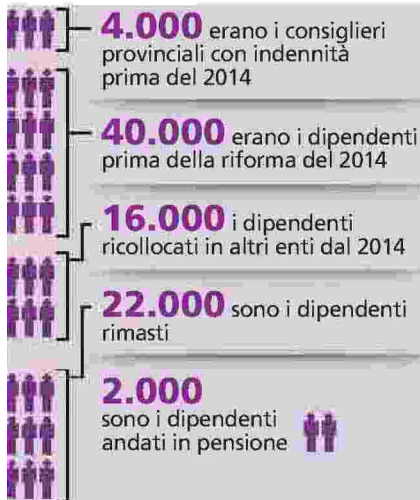 4.000 erano i consiglieri
provinciali con indennità
prima del 2014
40.000 erano i dipendenti
prima della riforma del 2014
16.000 i dipendenti
ricollocati in altri enti dal 2014
22.000 sono i dipendenti
rimasti
2.000
sono i dipendenti
andati in pensione